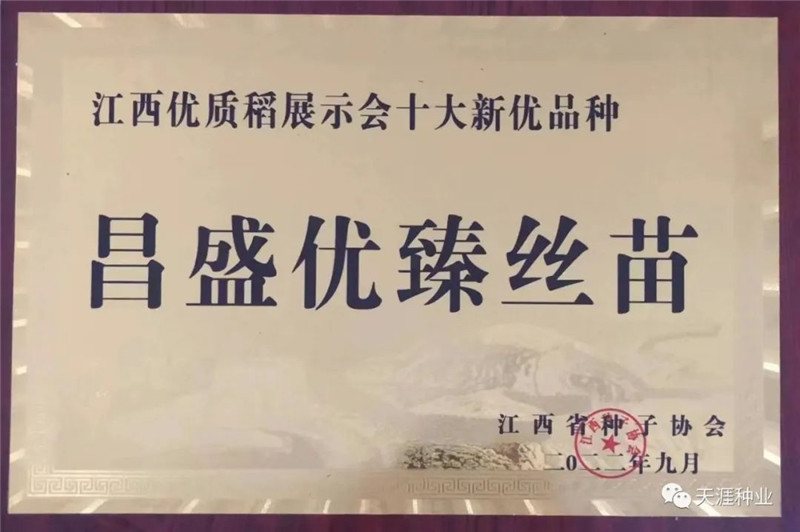 江西优质稻展示会十大新优品种
昌盛优臻丝苗
江西省种子协会
二〇二二年九月
天涯种业